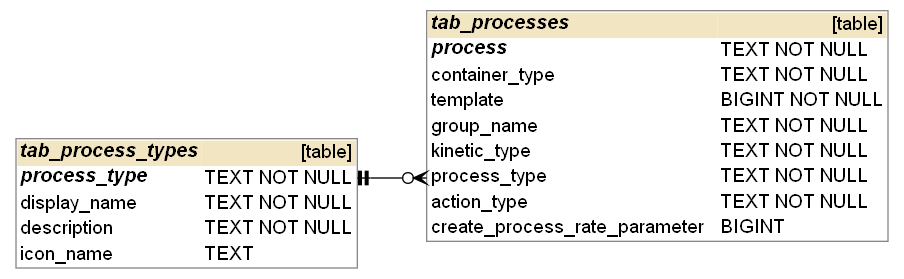 tab_processes [table]
process TEXT NOT NULL
container_type TEXT NOT NULL
template BIGINT NOT NULL
group_name TEXT NOT NULL
kinetic_type TEXT NOT NULL
process_type TEXT NOT NULL
action_type TEXT NOT NULL
create_process_rate_parameter BIGINT
tab_process_types [table]
process_type TEXT NOT NULL
display_name TEXT NOT NULL
description TEXT NOT NULL
icon_name TEXT